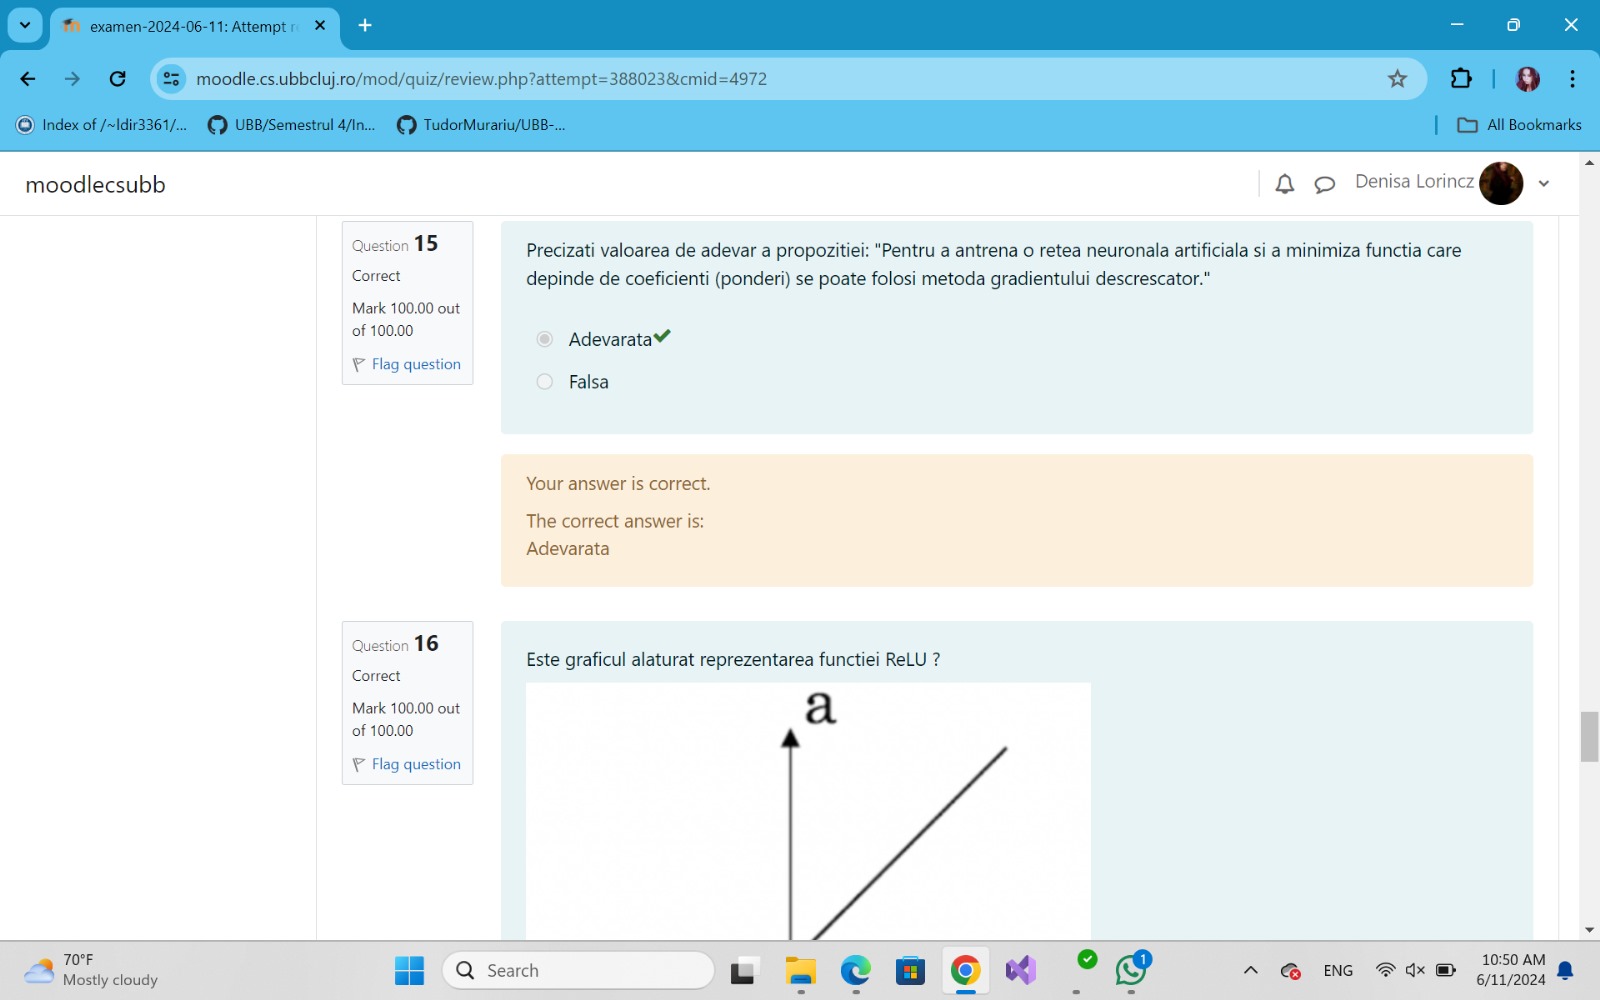 examen-2024-06-11: Attempt r
moodle.cs.ubbcluj.ro/mod/quiz/review.php?attempt=388023&cmid=4972
Index of /~ldir3361/...
UBB/Semestrul 4/In...
TudorMurariu/UBB-...
All Bookmarks
moodlecsubb
Denisa Lorincz
Question 15
Correct
Mark 100.00 out
of 100.00
Flag question
Precizati valoarea de adevar a propozitiei: "Pentru a antrena o retea neuronala artificiala si a minimiza functia care
depinde de coeficienti (ponderi) se poate folosi metoda gradientului descrescator."
Adevarata
Falsa
Your answer is correct.
The correct answer is:
Adevarata
Question 16
Correct
Mark 100.00 out
of 100.00
Flag question
Este graficul alaturat reprezentarea functiei ReLU ?
a
70°F
Mostly cloudy
Search
1
ENG
10:50 AM
6/11/2024